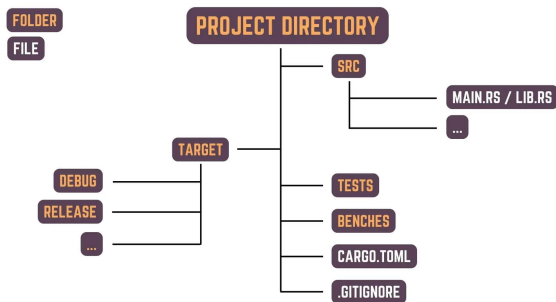 FOLDER
FILE
PROJECT DIRECTORY
SRC
MAIN.RS / LIB.RS
...
TARGET
DEBUG
RELEASE
...
TESTS
BENCHES
CARGO.TOML
.GITIGNORE